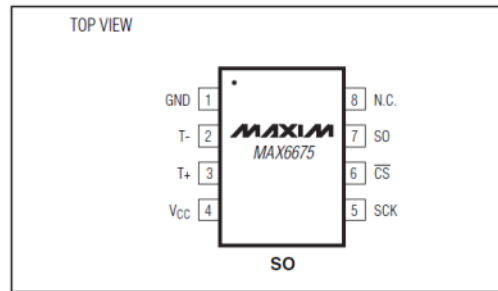 TOP VIEW
GND 1 8 N.C.
T- 2 MAXIM 7 SO
MAX6675
T+ 3 6 CS
VCC 4 5 SCK
SO